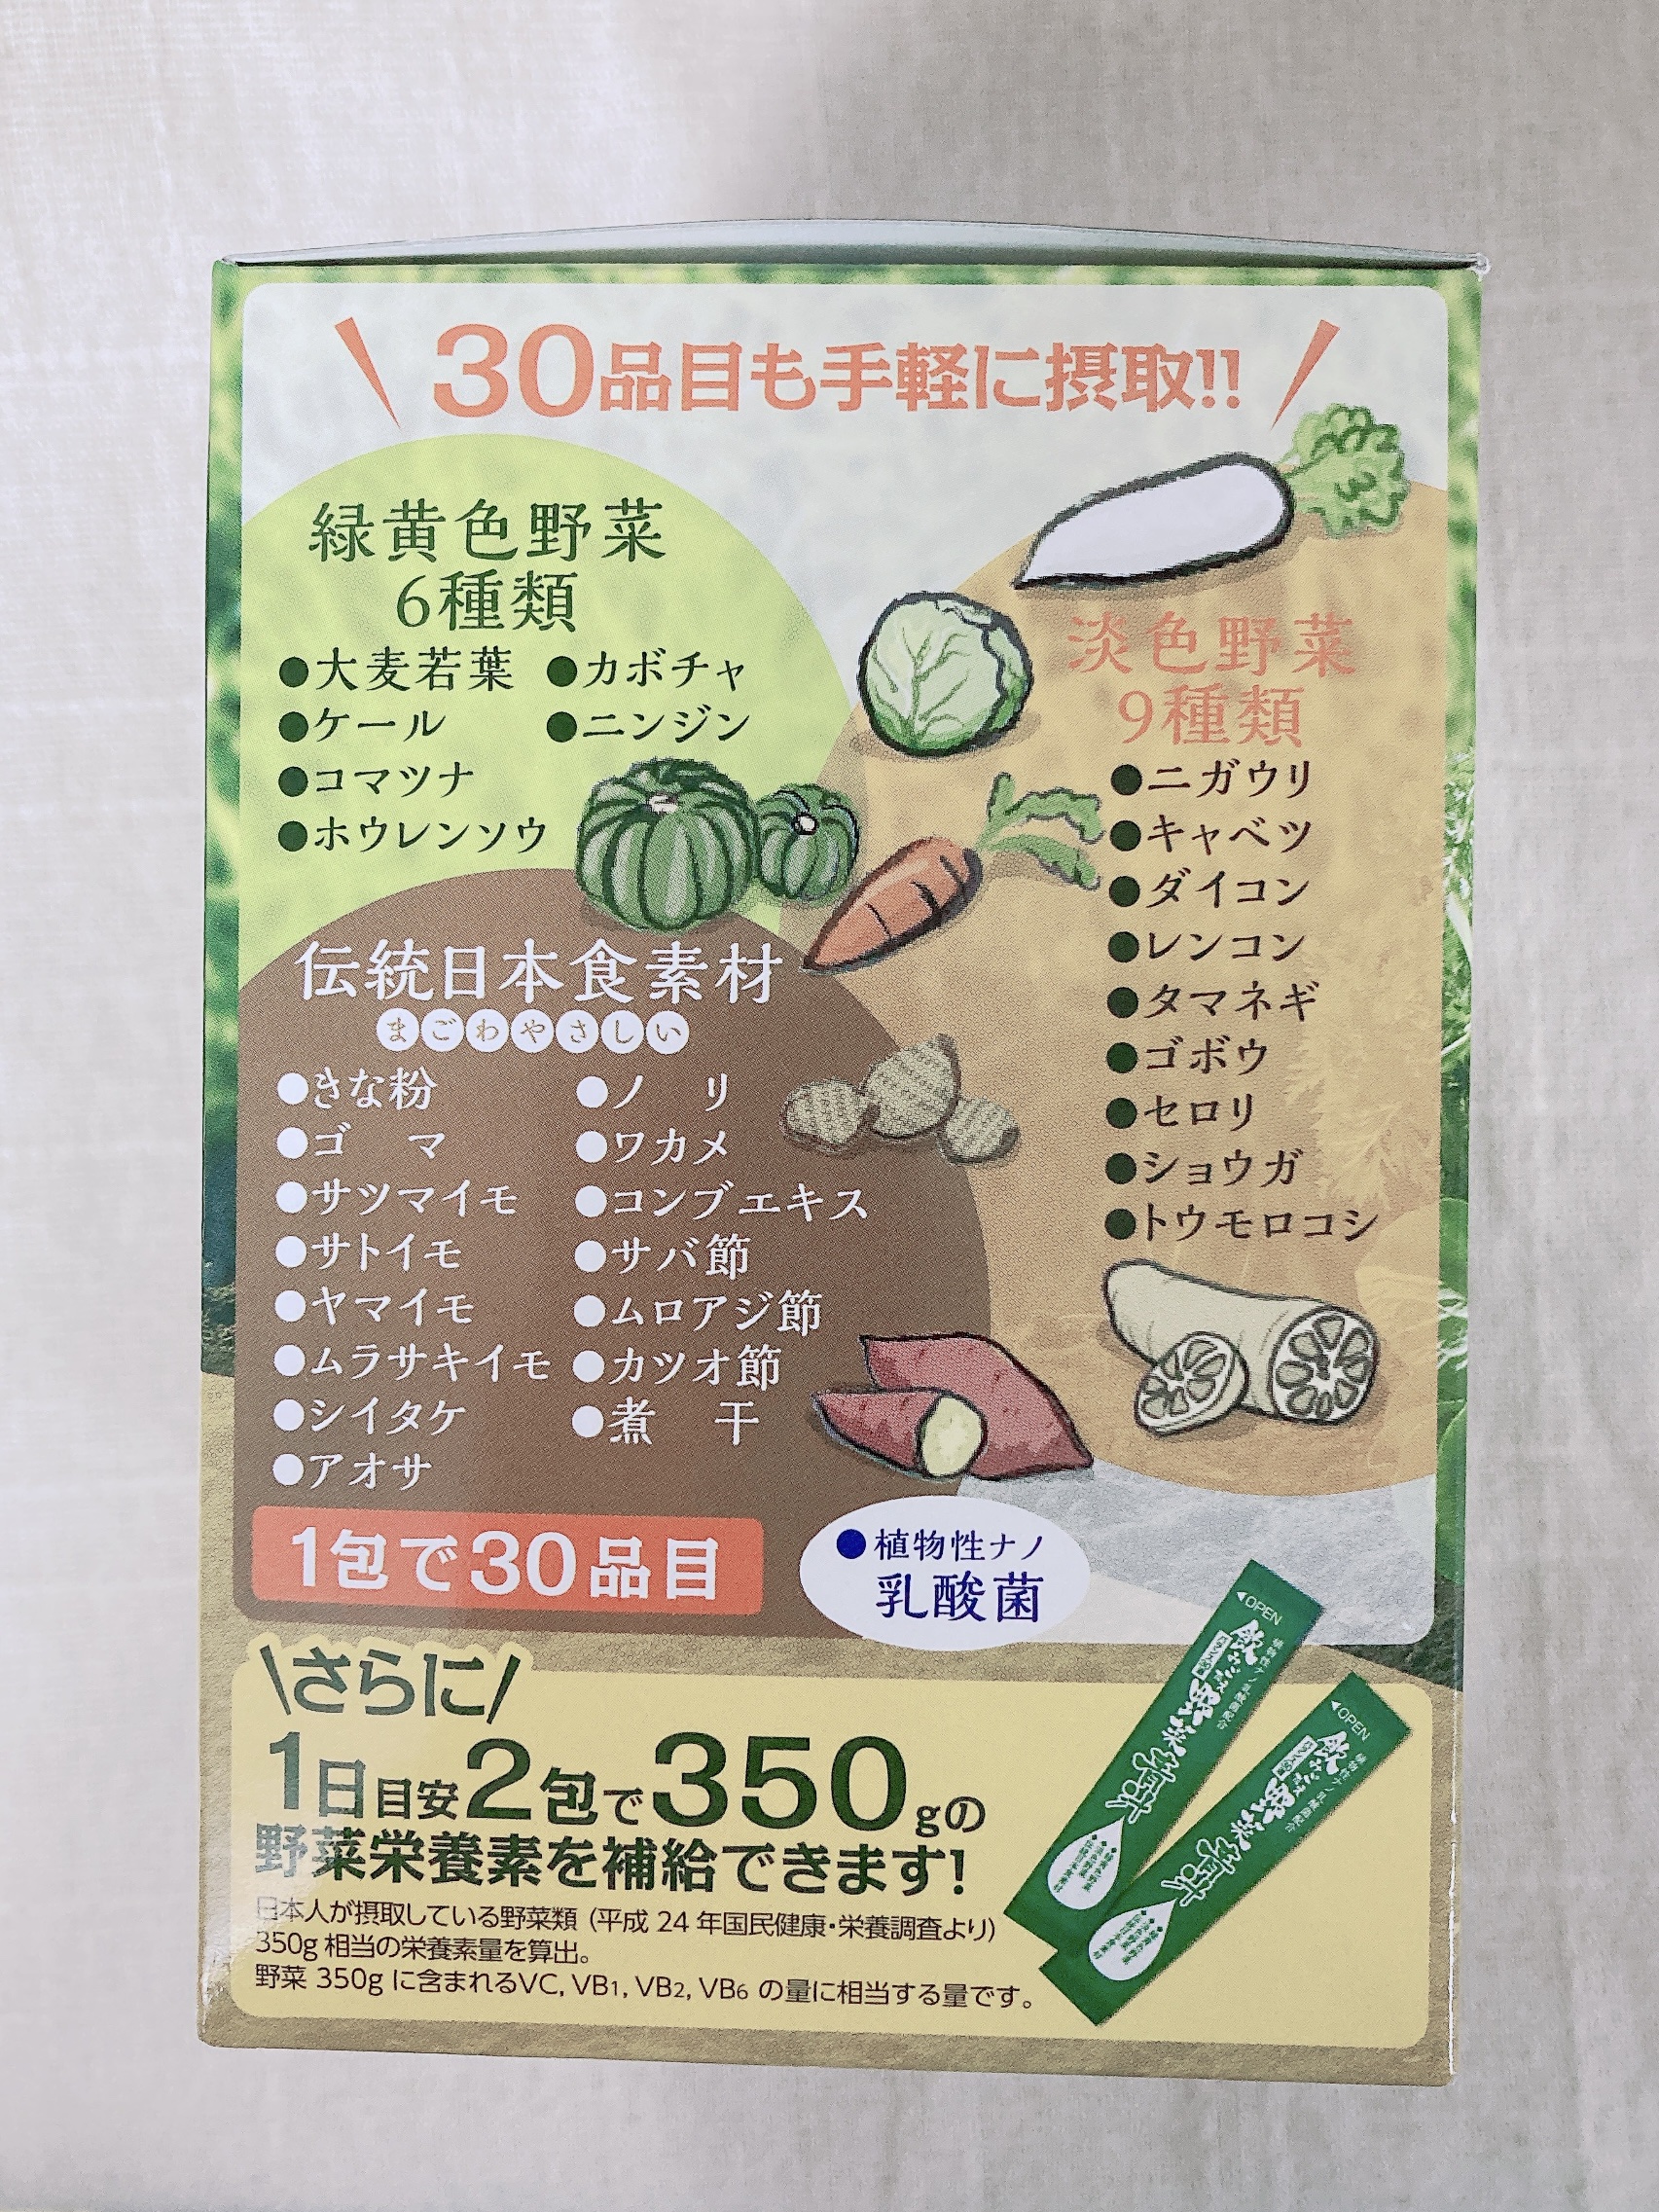 30品目も手軽に摂取!!
緑黄色野菜
6種類
●大麦若葉 ●カボチャ
●ケール ●ニンジン
●コマツナ
●ホウレンソウ
淡色野菜
9種類
●ニガウリ
●キャベツ
●ダイコン
●レンコン
●タマネギ
●ゴボウ
●セロリ
●ショウガ
●トウモロコシ
伝統日本食素材
まごわやさしい
●きな粉 ●ノリ
●ゴマ ●ワカメ
●サツマイモ ●コンブエキス
●サトイモ ●サバ節
●ヤマイモ ●ムロアジ節
●ムラサキイモ ●カツオ節
●シイタケ ●煮干
●アオサ
1包で30品目
●植物性ナノ
乳酸菌
\さらに/
1日目安2包で350gの
野菜栄養素を補給できます!
日本人が摂取している野菜類(平成 24 年国民健康・栄養調査より)
350g 相当の栄養素量を算出。
野菜 350g に含まれるVC, VB1, VB2, VB6 の量に相当する量です。
OPEN
OPEN